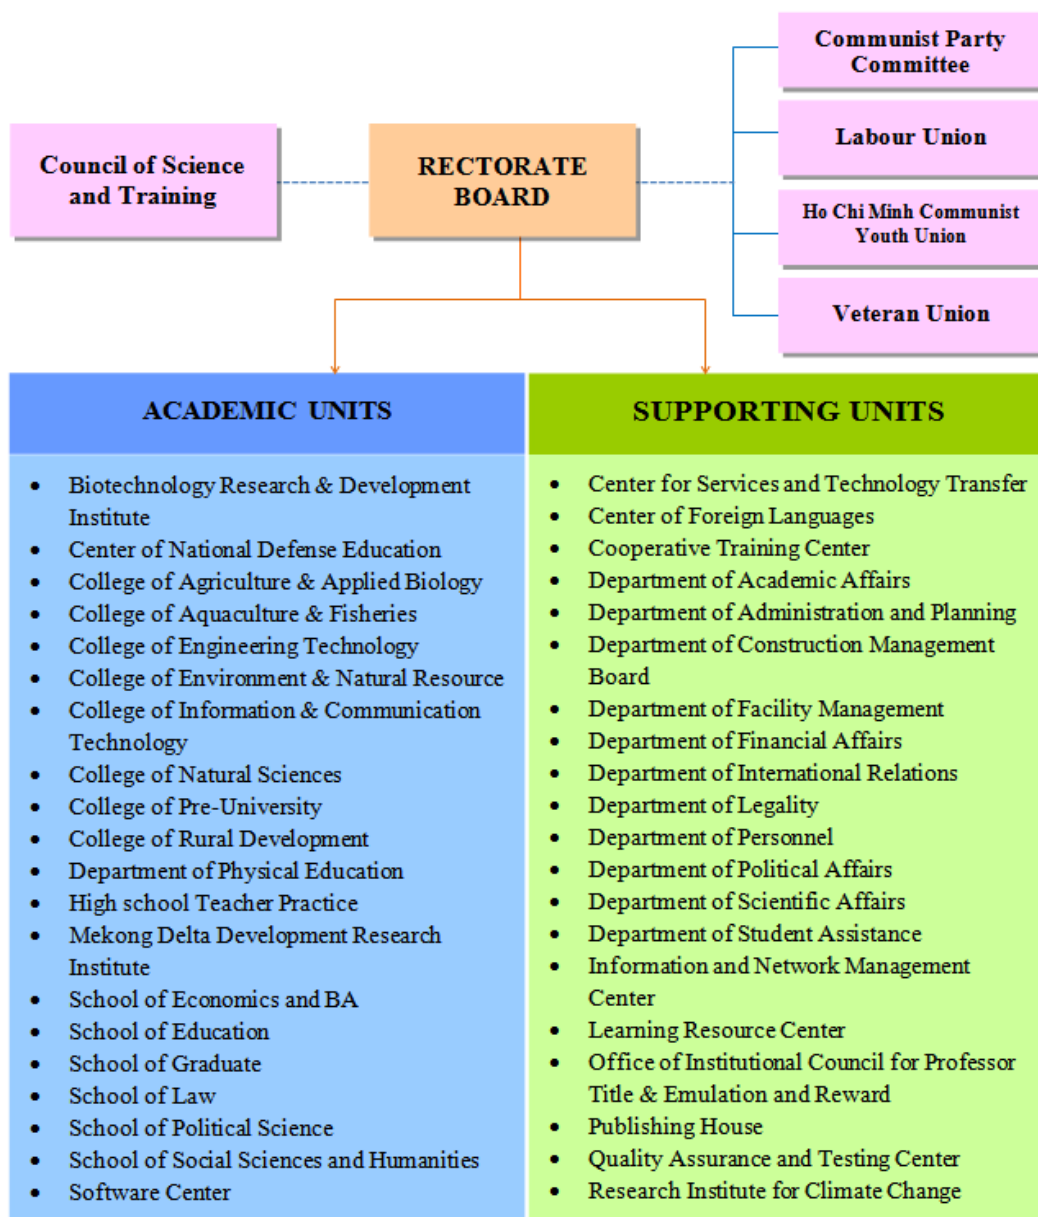 Communist Party
Committee
Council of Science
and Training
RECTORATE
BOARD
Labour Union
Ho Chi Minh Communist
Youth Union
Veteran Union
ACADEMIC UNITS
• Biotechnology Research & Development
Institute
• Center of National Defense Education
• College of Agriculture & Applied Biology
• College of Aquaculture & Fisheries
• College of Engineering Technology
• College of Environment & Natural Resource
• College of Information & Communication
Technology
• College of Natural Sciences
• College of Pre-University
• College of Rural Development
• Department of Physical Education
• High school Teacher Practice
• Mekong Delta Development Research
Institute
• School of Economics and BA
• School of Education
• School of Graduate
• School of Law
• School of Political Science
• School of Social Sciences and Humanities
• Software Center
SUPPORTING UNITS
• Center for Services and Technology Transfer
• Center of Foreign Languages
• Cooperative Training Center
• Department of Academic Affairs
• Department of Administration and Planning
• Department of Construction Management
Board
• Department of Facility Management
• Department of Financial Affairs
• Department of International Relations
• Department of Legality
• Department of Personnel
• Department of Political Affairs
• Department of Scientific Affairs
• Department of Student Assistance
• Information and Network Management
Center
• Learning Resource Center
• Office of Institutional Council for Professor
Title & Emulation and Reward
• Publishing House
• Quality Assurance and Testing Center
• Research Institute for Climate Change